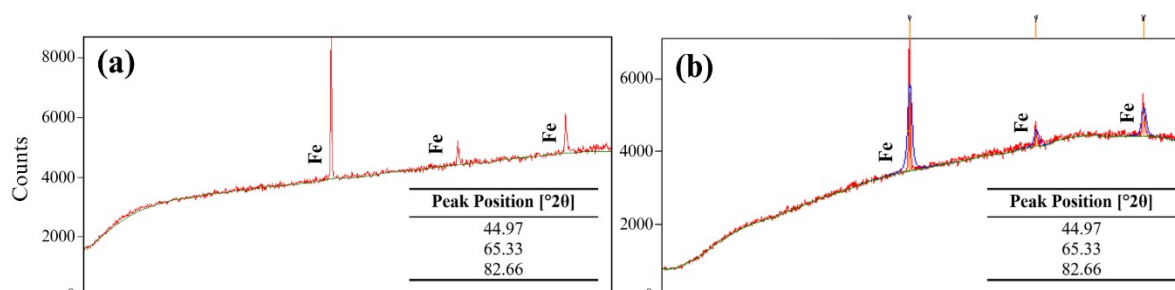 (a)
8000
6000
4000
2000
Counts
Fe
Fe
Fe
Peak Position [°2θ]
44.97
65.33
82.66
(b)
6000
4000
2000
Fe
Fe
Fe
Peak Position [°2θ]
44.97
65.33
82.66